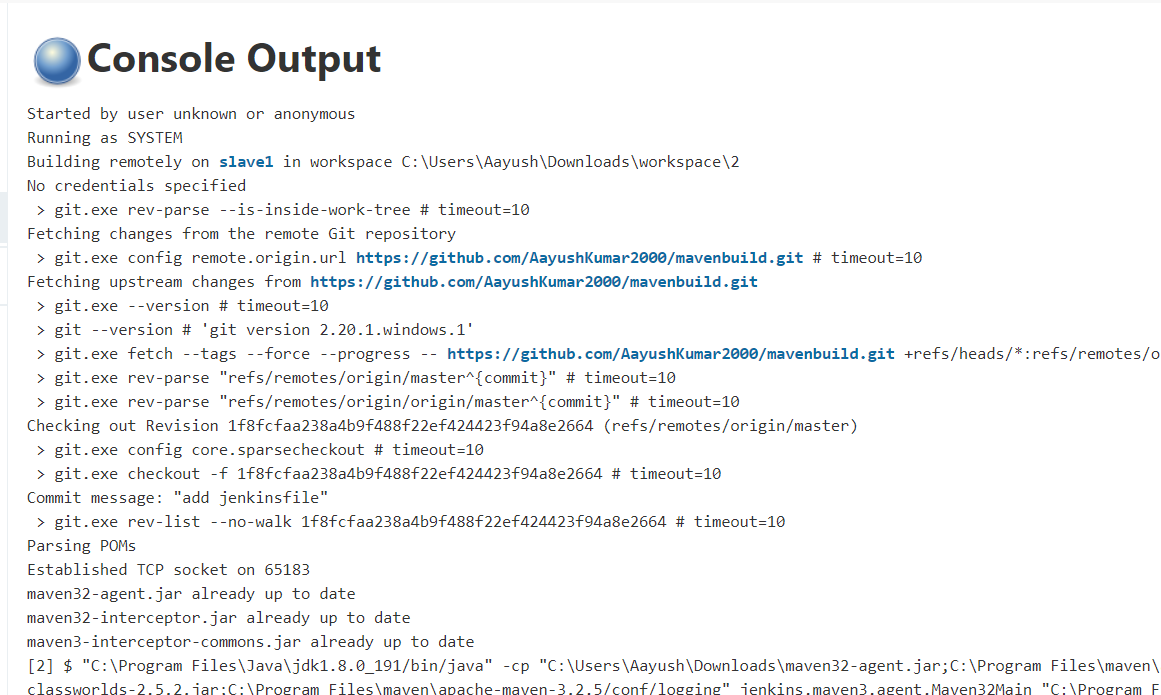 Console Output
Started by user unknown or anonymous
Running as SYSTEM
Building remotely on slave1 in workspace C:\Users\Aayush\Downloads\workspace\2
No credentials specified
 > git.exe rev-parse --is-inside-work-tree # timeout=10
Fetching changes from the remote Git repository
 > git.exe config remote.origin.url https://github.com/AayushKumar2000/mavenbuild.git # timeout=10
Fetching upstream changes from https://github.com/AayushKumar2000/mavenbuild.git
 > git.exe --version # timeout=10
 > git --version # 'git version 2.20.1.windows.1'
 > git.exe fetch --tags --force --progress -- https://github.com/AayushKumar2000/mavenbuild.git +refs/heads/*:refs/remotes/o
 > git.exe rev-parse "refs/remotes/origin/master^{commit}" # timeout=10
 > git.exe rev-parse "refs/remotes/origin/origin/master^{commit}" # timeout=10
Checking out Revision 1f8fcfaa238a4b9f488f22ef424423f94a8e2664 (refs/remotes/origin/master)
 > git.exe config core.sparsecheckout # timeout=10
 > git.exe checkout -f 1f8fcfaa238a4b9f488f22ef424423f94a8e2664 # timeout=10
Commit message: "add jenkinsfile"
 > git.exe rev-list --no-walk 1f8fcfaa238a4b9f488f22ef424423f94a8e2664 # timeout=10
Parsing POMs
Established TCP socket on 65183
maven32-agent.jar already up to date
maven32-interceptor.jar already up to date
maven3-interceptor-commons.jar already up to date
[2] $ "C:\Program Files\Java\jdk1.8.0_191/bin/java" -cp "C:\Users\Aayush\Downloads\maven32-agent.jar;C:\Program Files\maven\
classworlds-2.5.2.jar;C:\Program Files\maven\apache-maven-3.2.5/conf/logging" jenkins.maven3.agent.Maven32Main "C:\Program F